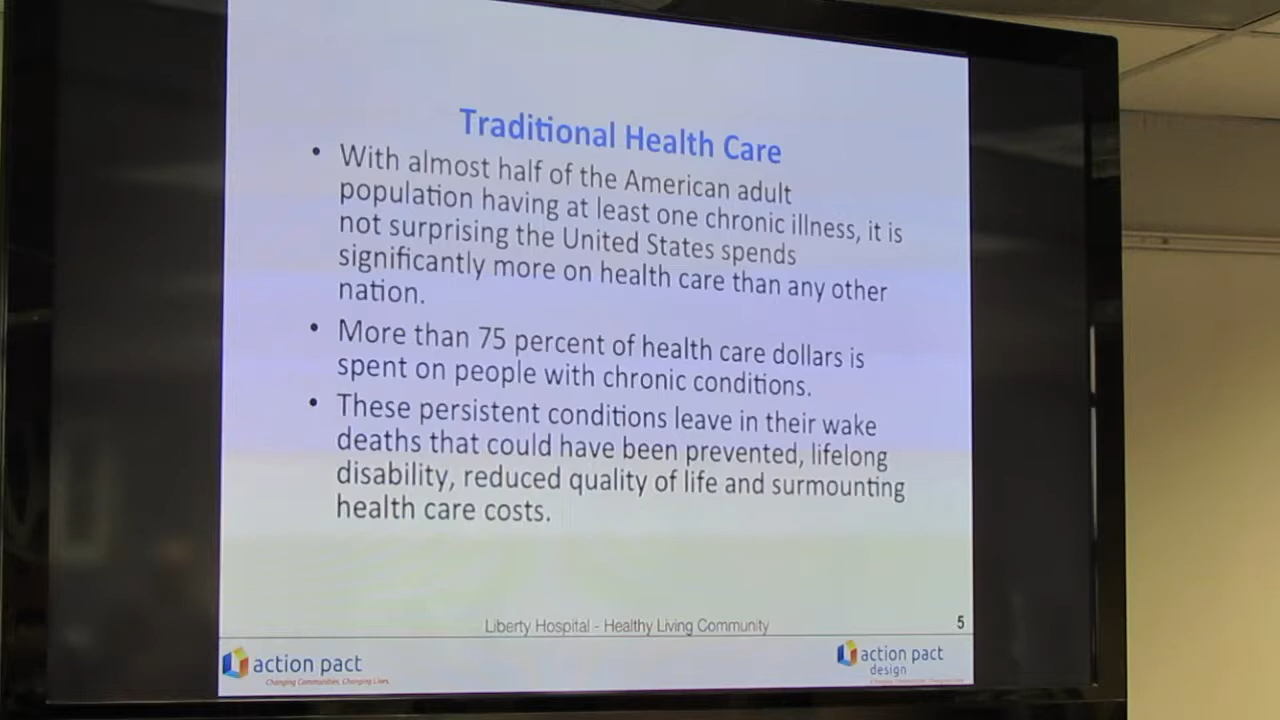 Traditional Health Care
• With almost half of the American adult
population having at least one chronic illness, it is
not surprising the United States spends
significantly more on health care than any other
nation.
• More than 75 percent of health care dollars is
spent on people with chronic conditions.
• These persistent conditions leave in their wake
deaths that could have been prevented, lifelong
disability, reduced quality of life and surmounting
health care costs.
Liberty Hospital - Healthy Living Community
5
action pact
Changing Communities, Changing Lives.
action pact
design